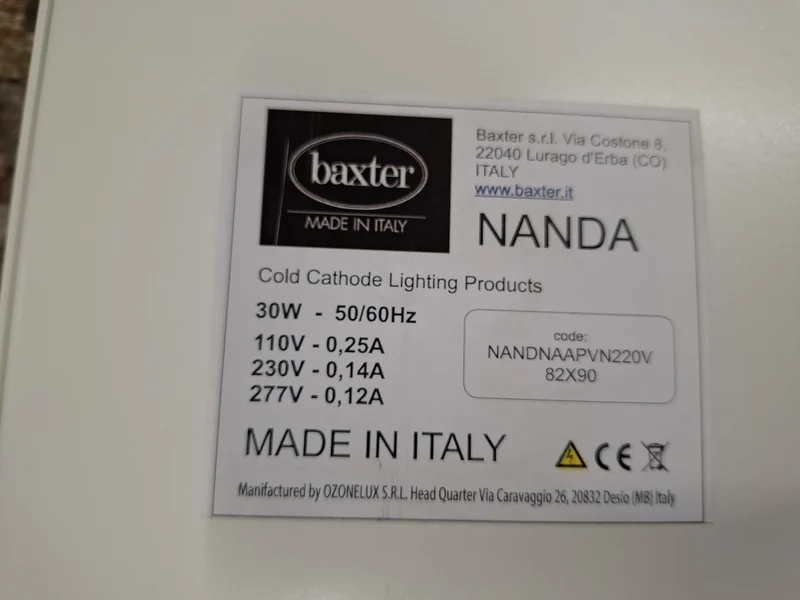 baxter
MADE IN ITALY
Baxter s.r.l. Via Costone 8,
22040 Lurago d'Erba (CO)
ITALY
www.baxter.it
NANDA
Cold Cathode Lighting Products
30W - 50/60Hz
110V - 0,25A
230V - 0,14A
277V - 0,12A
code:
NANDNAAPVN220V
82X90
MADE IN ITALY
CE
Manifactured by OZONELUX S.R.L. Head Quarter Via Caravaggio 26, 20832 Desio (MB) Italy